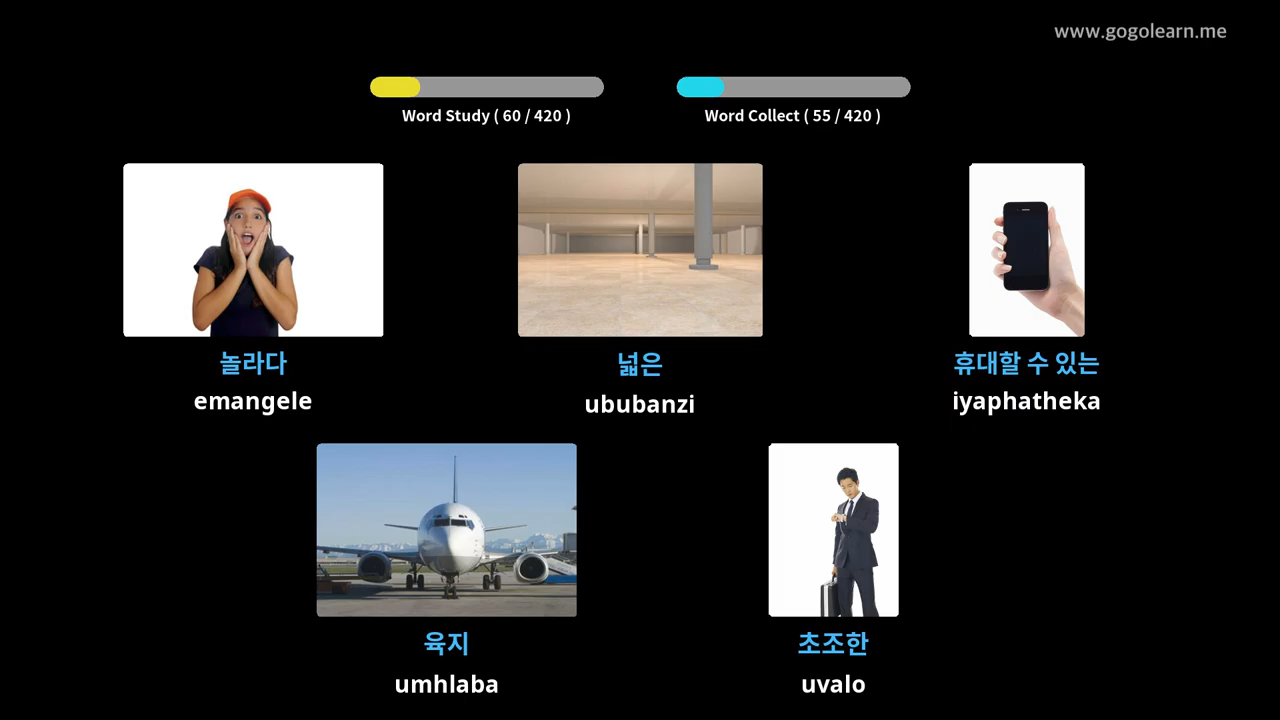 www.gogolearn.me
Word Study ( 60 / 420 )
Word Collect ( 55 / 420 )
놀라다
emangele
넓은
ububanzi
휴대할 수 있는
iyaphatheka
육지
umhlaba
초조한
uvalo